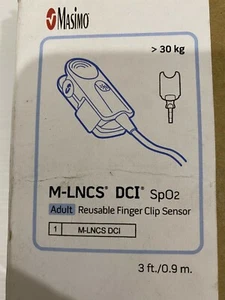 Masimo
> 30 kg
M-LNCS® DCI® SpO2
Adult Reusable Finger Clip Sensor
1 M-LNCS DCI
3 ft./0.9 m.